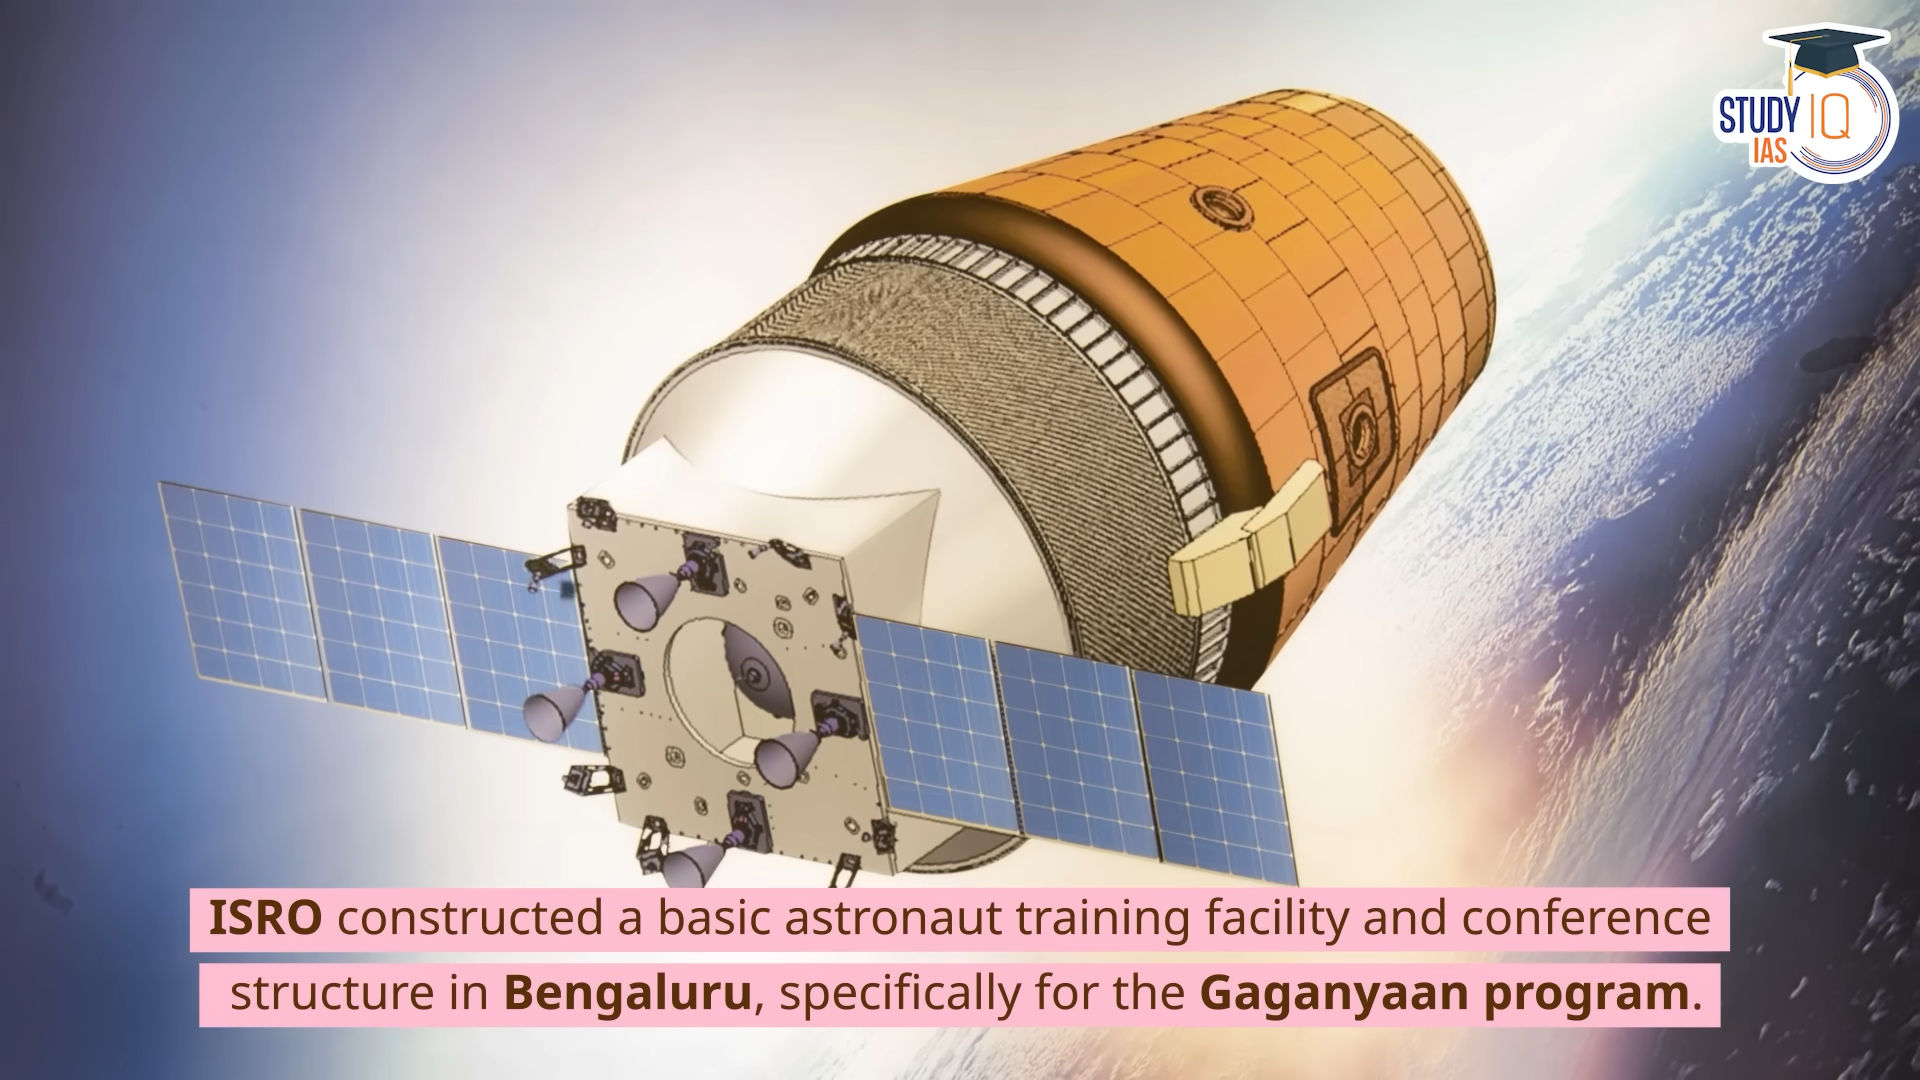 STUDY IQ
IAS
ISRO constructed a basic astronaut training facility and conference
structure in Bengaluru, specifically for the Gaganyaan program.